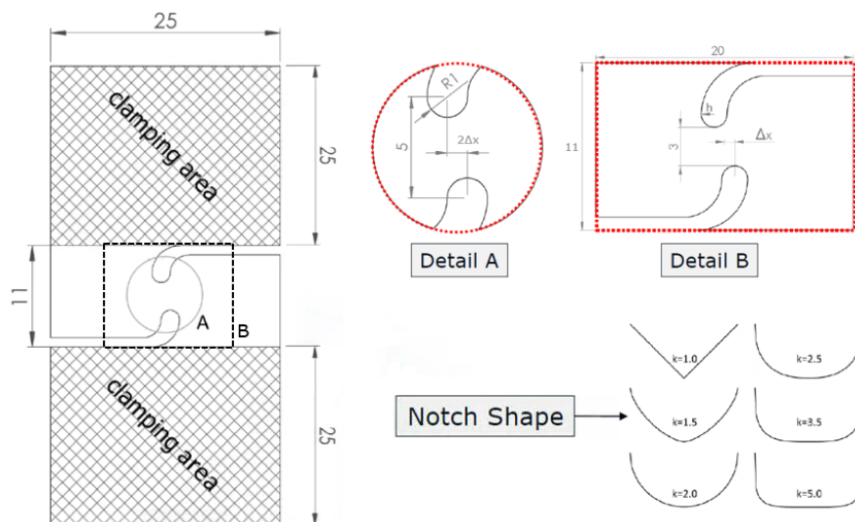 25
clamping area
25
11
A
B
clamping area
25
R1
5
2Δx
Detail A
20
11
h
3
Δx
Detail B
Notch Shape
k=1.0
k=2.5
k=1.5
k=3.5
k=2.0
k=5.0